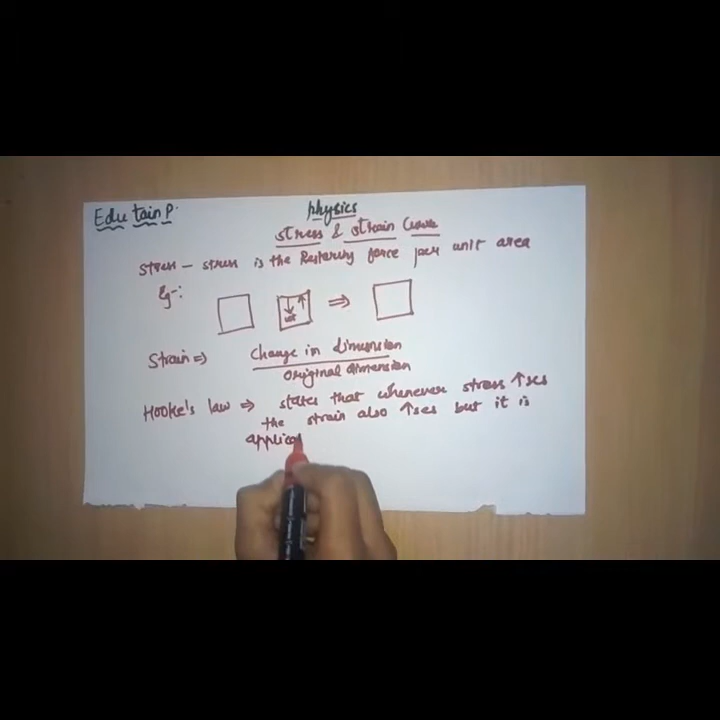 Edu tain P.
physics
stress & strain Curve
stress - stress is the Restoring force per unit area
Eg-:
Strain ⇒ Change in dimension
original dimension
Hooke's law ⇒ states that whenever stress ↑ses
the strain also ↑ses but it is
applica